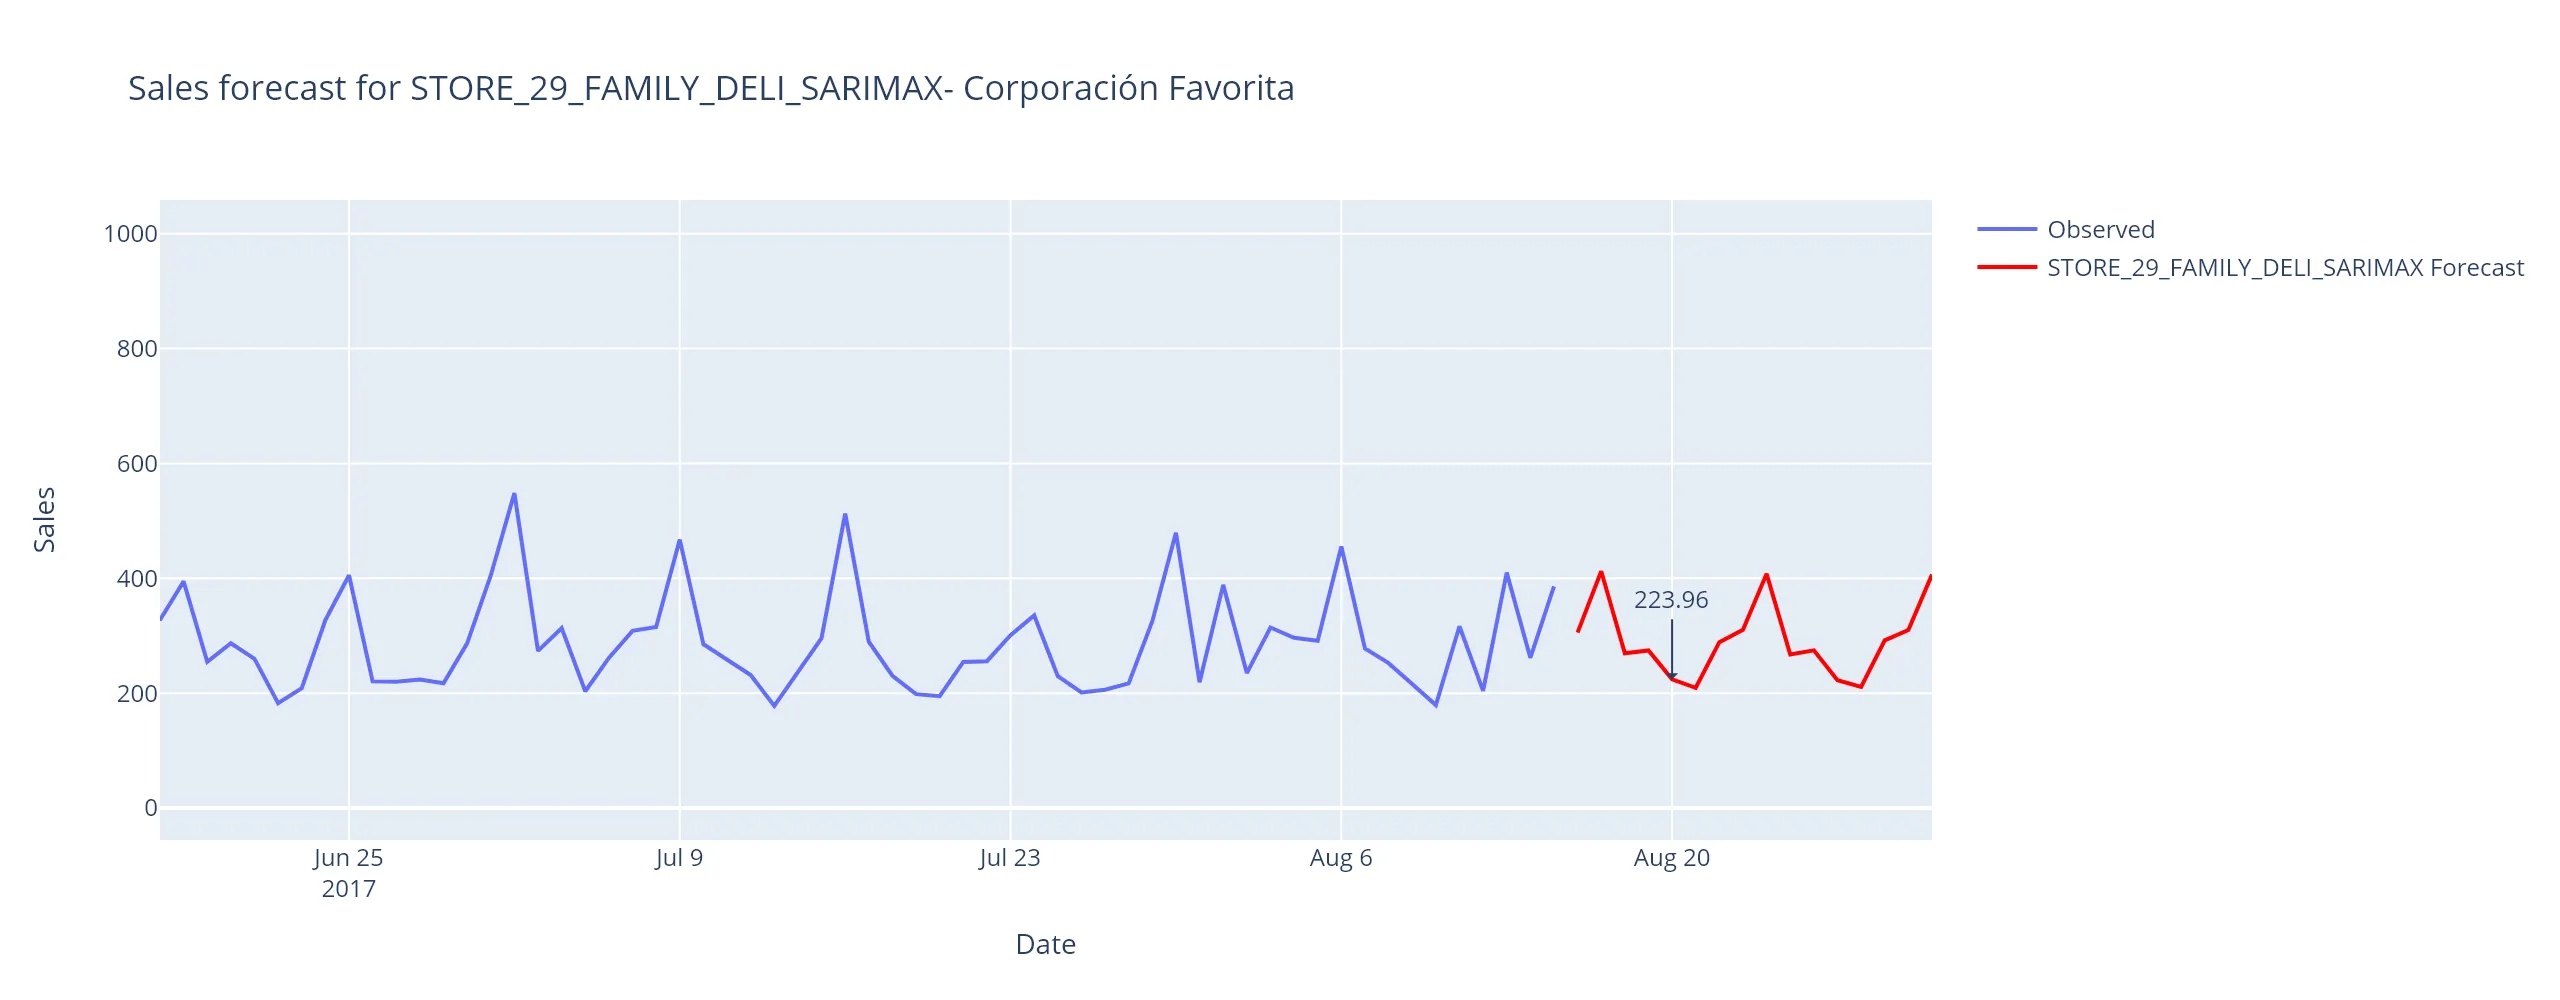 Sales forecast for STORE_29_FAMILY_DELI_SARIMAX- Corporación Favorita
Observed
STORE_29_FAMILY_DELI_SARIMAX Forecast
1000
800
600
400
200
0
Sales
223.96
Jun 25
2017
Jul 9
Jul 23
Aug 6
Aug 20
Date